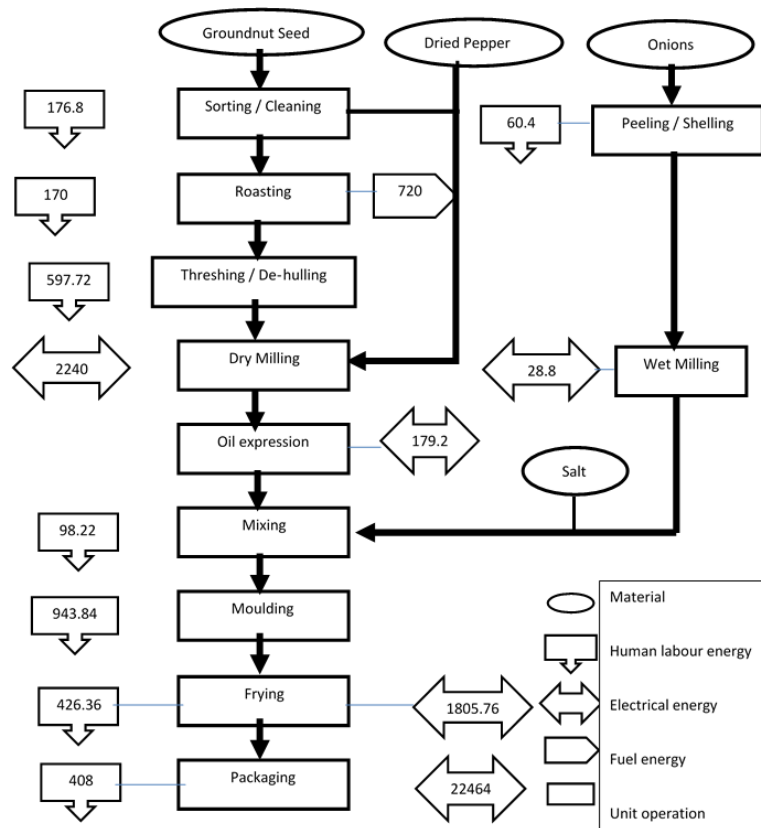 Groundnut Seed
Dried Pepper
Onions
176.8
Sorting / Cleaning
60.4
Peeling / Shelling
170
Roasting
720
597.72
Threshing / De-hulling
2240
Dry Milling
28.8
Wet Milling
Oil expression
179.2
Salt
98.22
Mixing
943.84
Moulding
426.36
Frying
1805.76
408
Packaging
22464
Material
Human labour energy
Electrical energy
Fuel energy
Unit operation